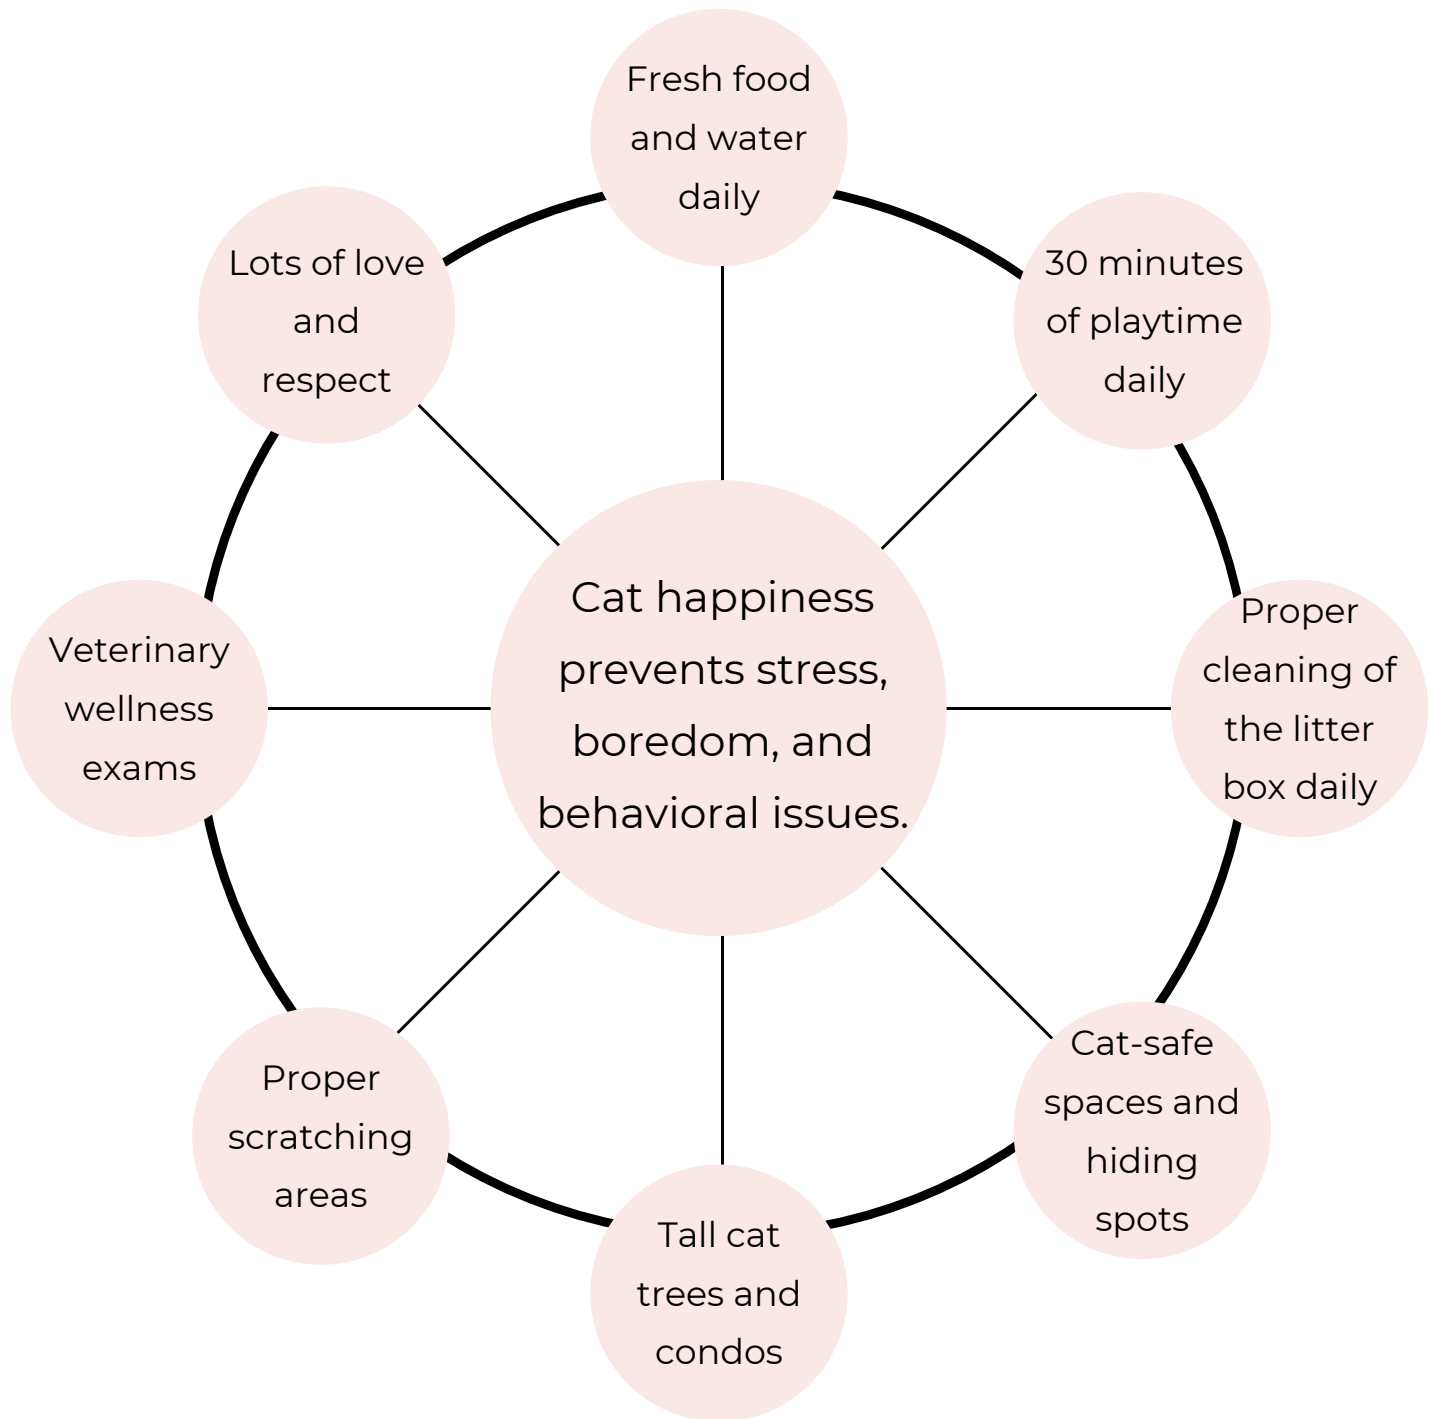 Fresh food
and water
daily
30 minutes
of playtime
daily
Proper
cleaning of
the litter
box daily
Cat-safe
spaces and
hiding
spots
Tall cat
trees and
condos
Proper
scratching
areas
Veterinary
wellness
exams
Lots of love
and
respect
Cat happiness
prevents stress,
boredom, and
behavioral issues.